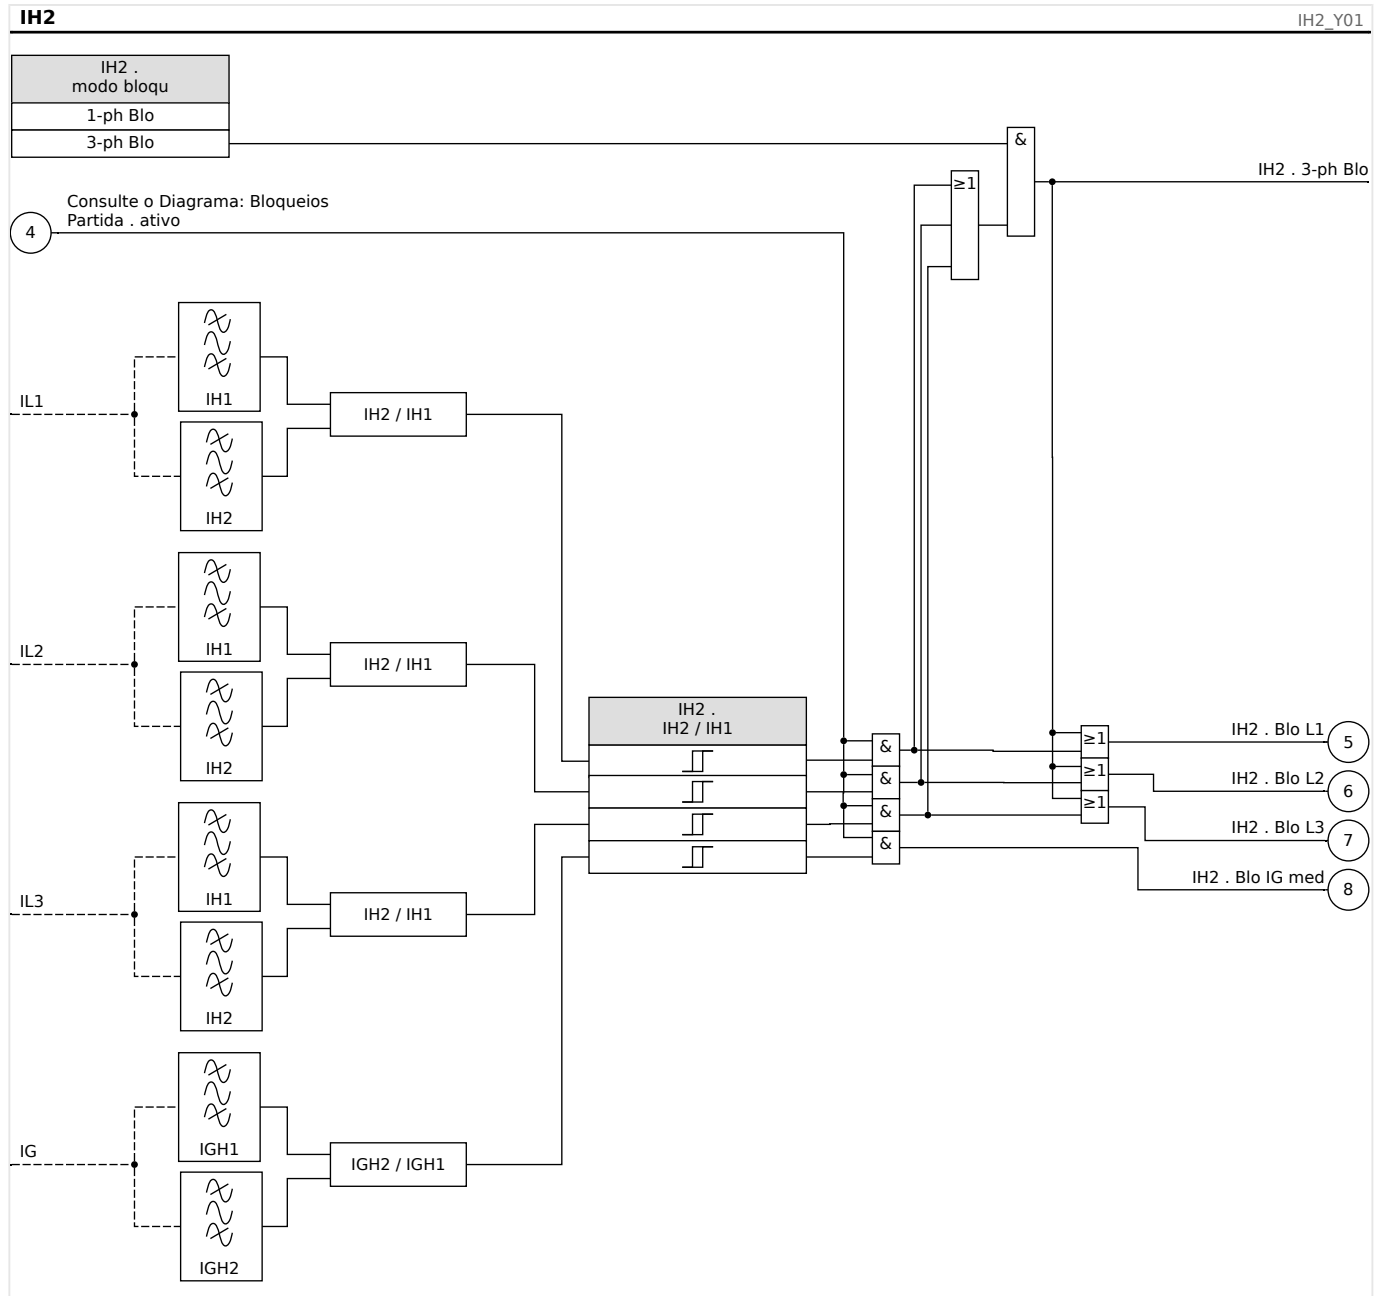 IH2
IH2_Y01
IH2 .
modo bloqu
1-ph Blo
3-ph Blo
&
IH2 . 3-ph Blo
≥1
Consulte o Diagrama: Bloqueios
Partida . ativo
4
IH1
IL1
IH2 / IH1
IH2
IH1
IL2
IH2 / IH1
IH2
IH2 .
IH2 / IH1
&
&
&
&
≥1
≥1
≥1
IH2 . Blo L1
5
IH2 . Blo L2
6
IH2 . Blo L3
7
IH2 . Blo IG med
8
IH1
IL3
IH2 / IH1
IH2
IGH1
IG
IGH2 / IGH1
IGH2